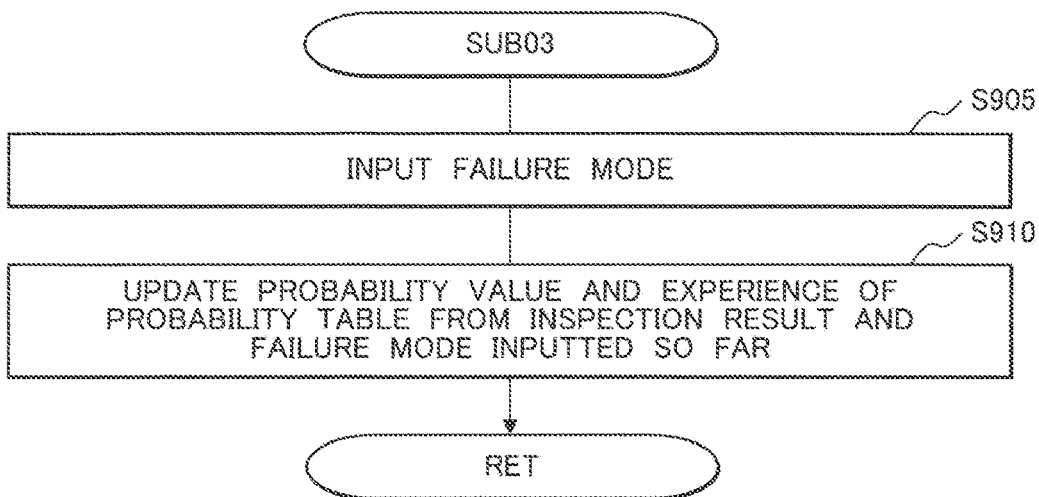 SUB03
S905
INPUT FAILURE MODE
S910
UPDATE PROBABILITY VALUE AND EXPERIENCE OF
PROBABILITY TABLE FROM INSPECTION RESULT AND
FAILURE MODE INPUTTED SO FAR
RET